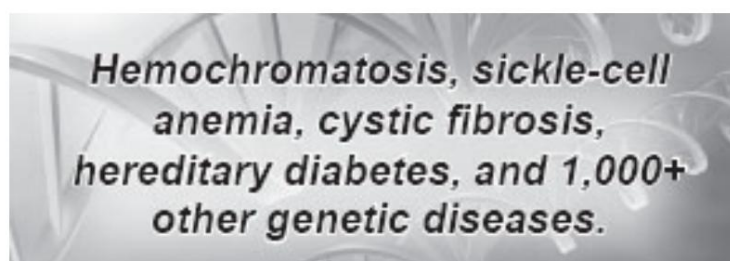 Hemochromatosis, sickle-cell
anemia, cystic fibrosis,
hereditary diabetes, and 1,000+
other genetic diseases.